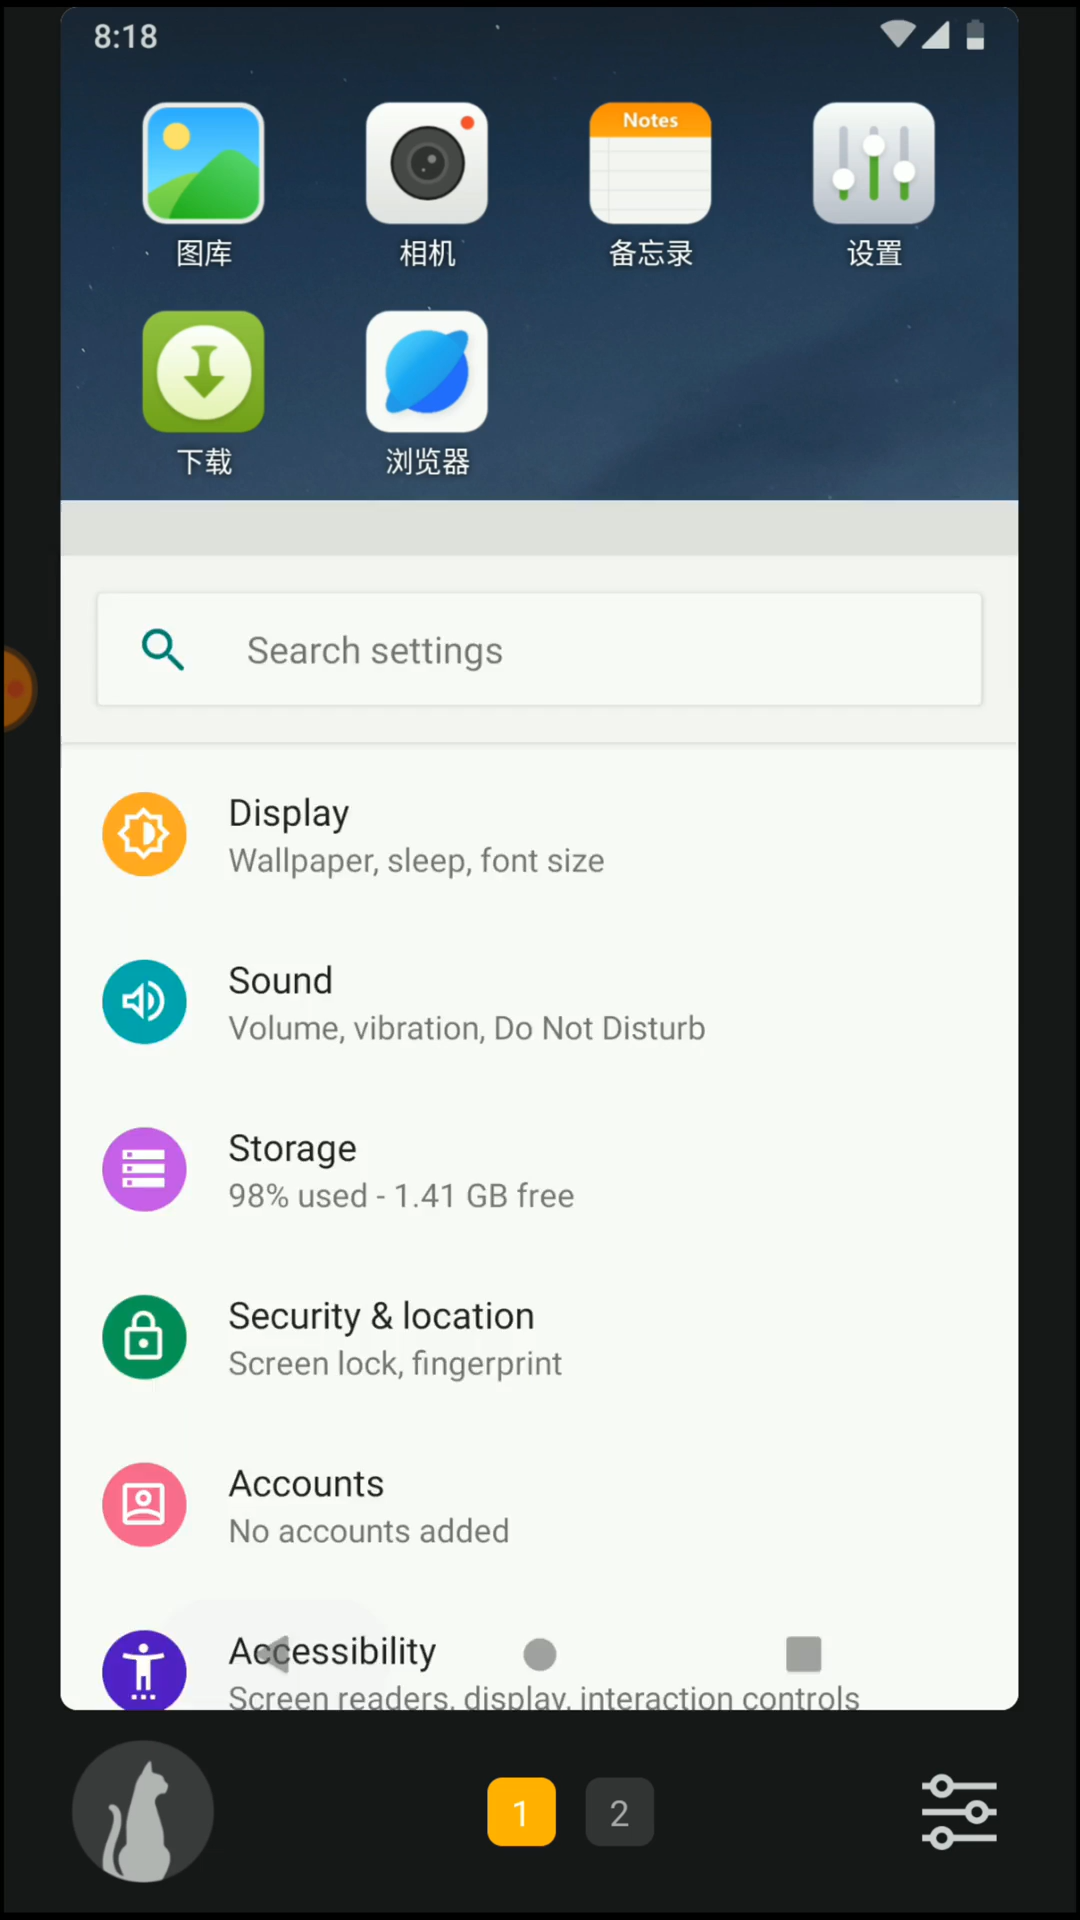 8:18
Notes
图库 相机 备忘录 设置
下载 浏览器
Search settings
Display
Wallpaper, sleep, font size
Sound
Volume, vibration, Do Not Disturb
Storage
98% used - 1.41 GB free
Security & location
Screen lock, fingerprint
Accounts
No accounts added
Accessibility
Screen readers, display, interaction controls
1 2